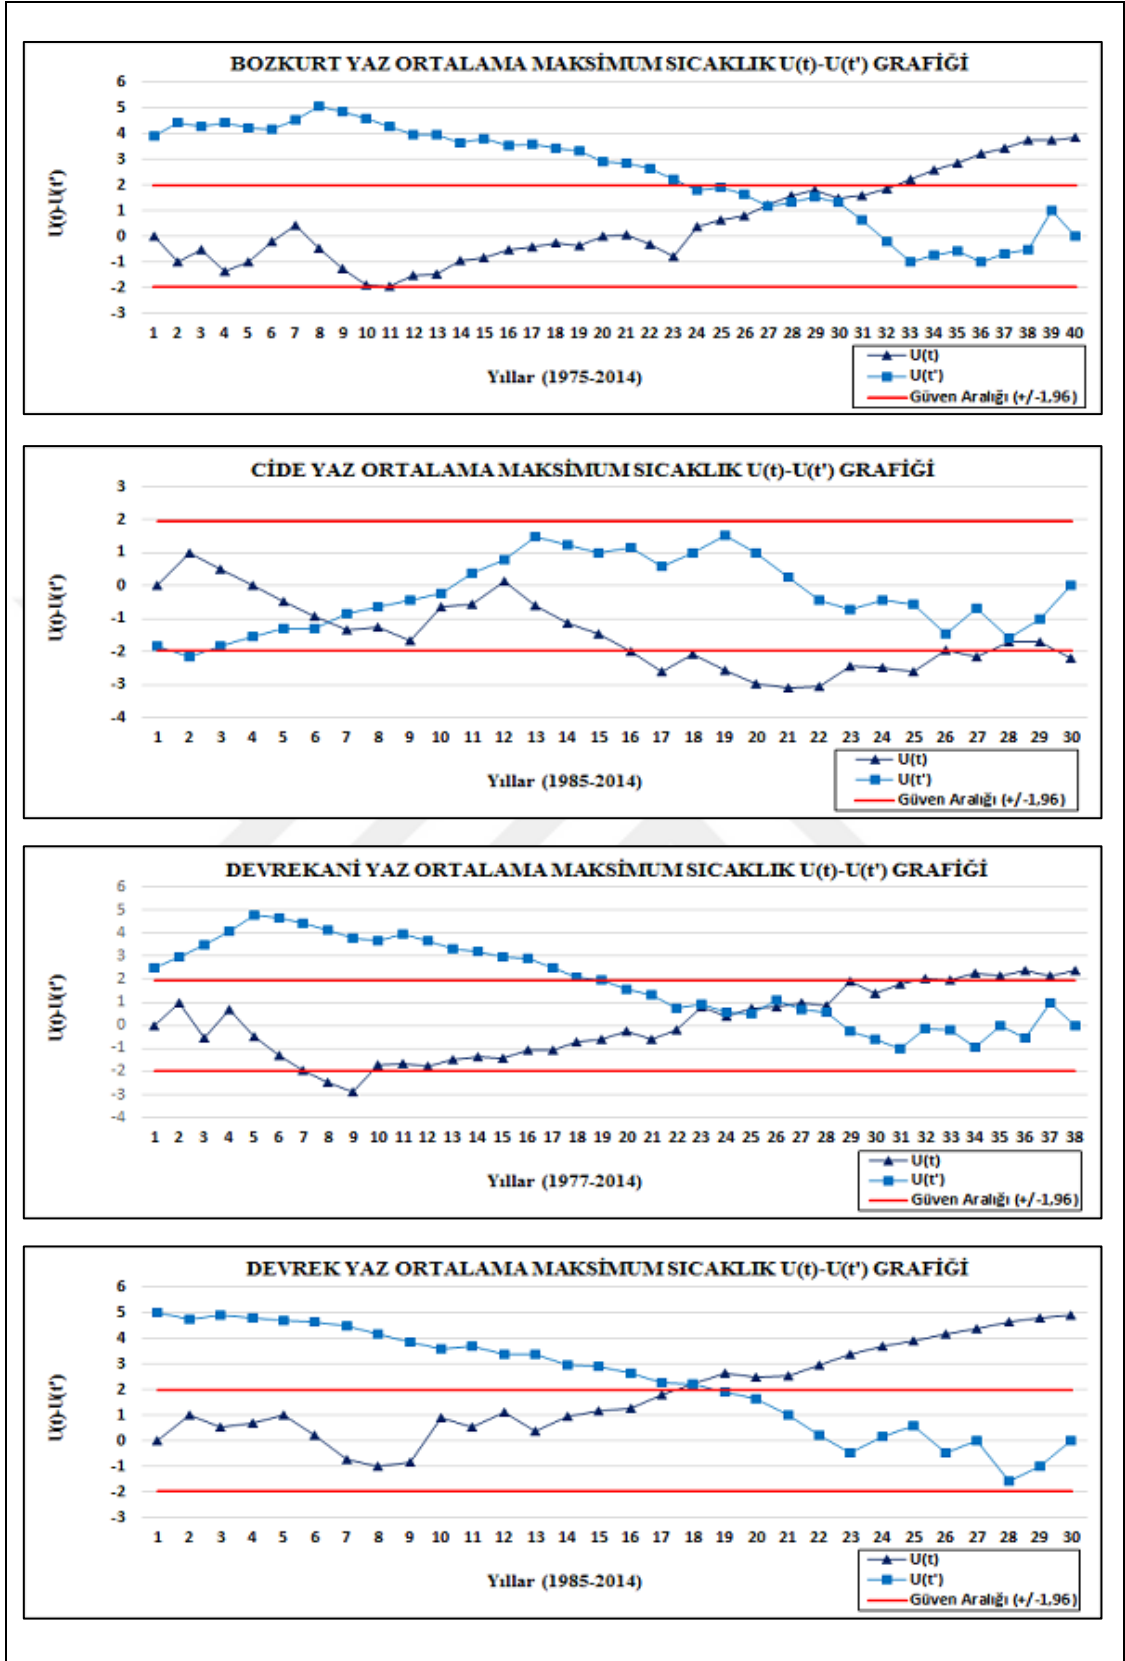 BOZKURT YAZ ORTALAMA MAKSİMUM SICAKLIK U(t)-U(t') GRAFİĞİ
6
5
4
3
2
1
0
-1
-2
-3
U(t)-U(t')
1 2 3 4 5 6 7 8 9 10 11 12 13 14 15 16 17 18 19 20 21 22 23 24 25 26 27 28 29 30 31 32 33 34 35 36 37 38 39 40
Yıllar (1975-2014)
U(t)
U(t')
Güven Aralığı (+/-1,96)
CİDE YAZ ORTALAMA MAKSİMUM SICAKLIK U(t)-U(t') GRAFİĞİ
3
2
1
0
-1
-2
-3
-4
U(t)-U(t')
1 2 3 4 5 6 7 8 9 10 11 12 13 14 15 16 17 18 19 20 21 22 23 24 25 26 27 28 29 30
Yıllar (1985-2014)
U(t)
U(t')
Güven Aralığı (+/-1,96)
DEVREKANİ YAZ ORTALAMA MAKSİMUM SICAKLIK U(t)-U(t') GRAFİĞİ
6
5
4
3
2
1
0
-1
-2
-3
-4
U(t)-U(t')
1 2 3 4 5 6 7 8 9 10 11 12 13 14 15 16 17 18 19 20 21 22 23 24 25 26 27 28 29 30 31 32 33 34 35 36 37 38
Yıllar (1977-2014)
U(t)
U(t')
Güven Aralığı (+/-1,96)
DEVREK YAZ ORTALAMA MAKSİMUM SICAKLIK U(t)-U(t') GRAFİĞİ
6
5
4
3
2
1
0
-1
-2
-3
U(t)-U(t')
1 2 3 4 5 6 7 8 9 10 11 12 13 14 15 16 17 18 19 20 21 22 23 24 25 26 27 28 29 30
Yıllar (1985-2014)
U(t)
U(t')
Güven Aralığı (+/-1,96)